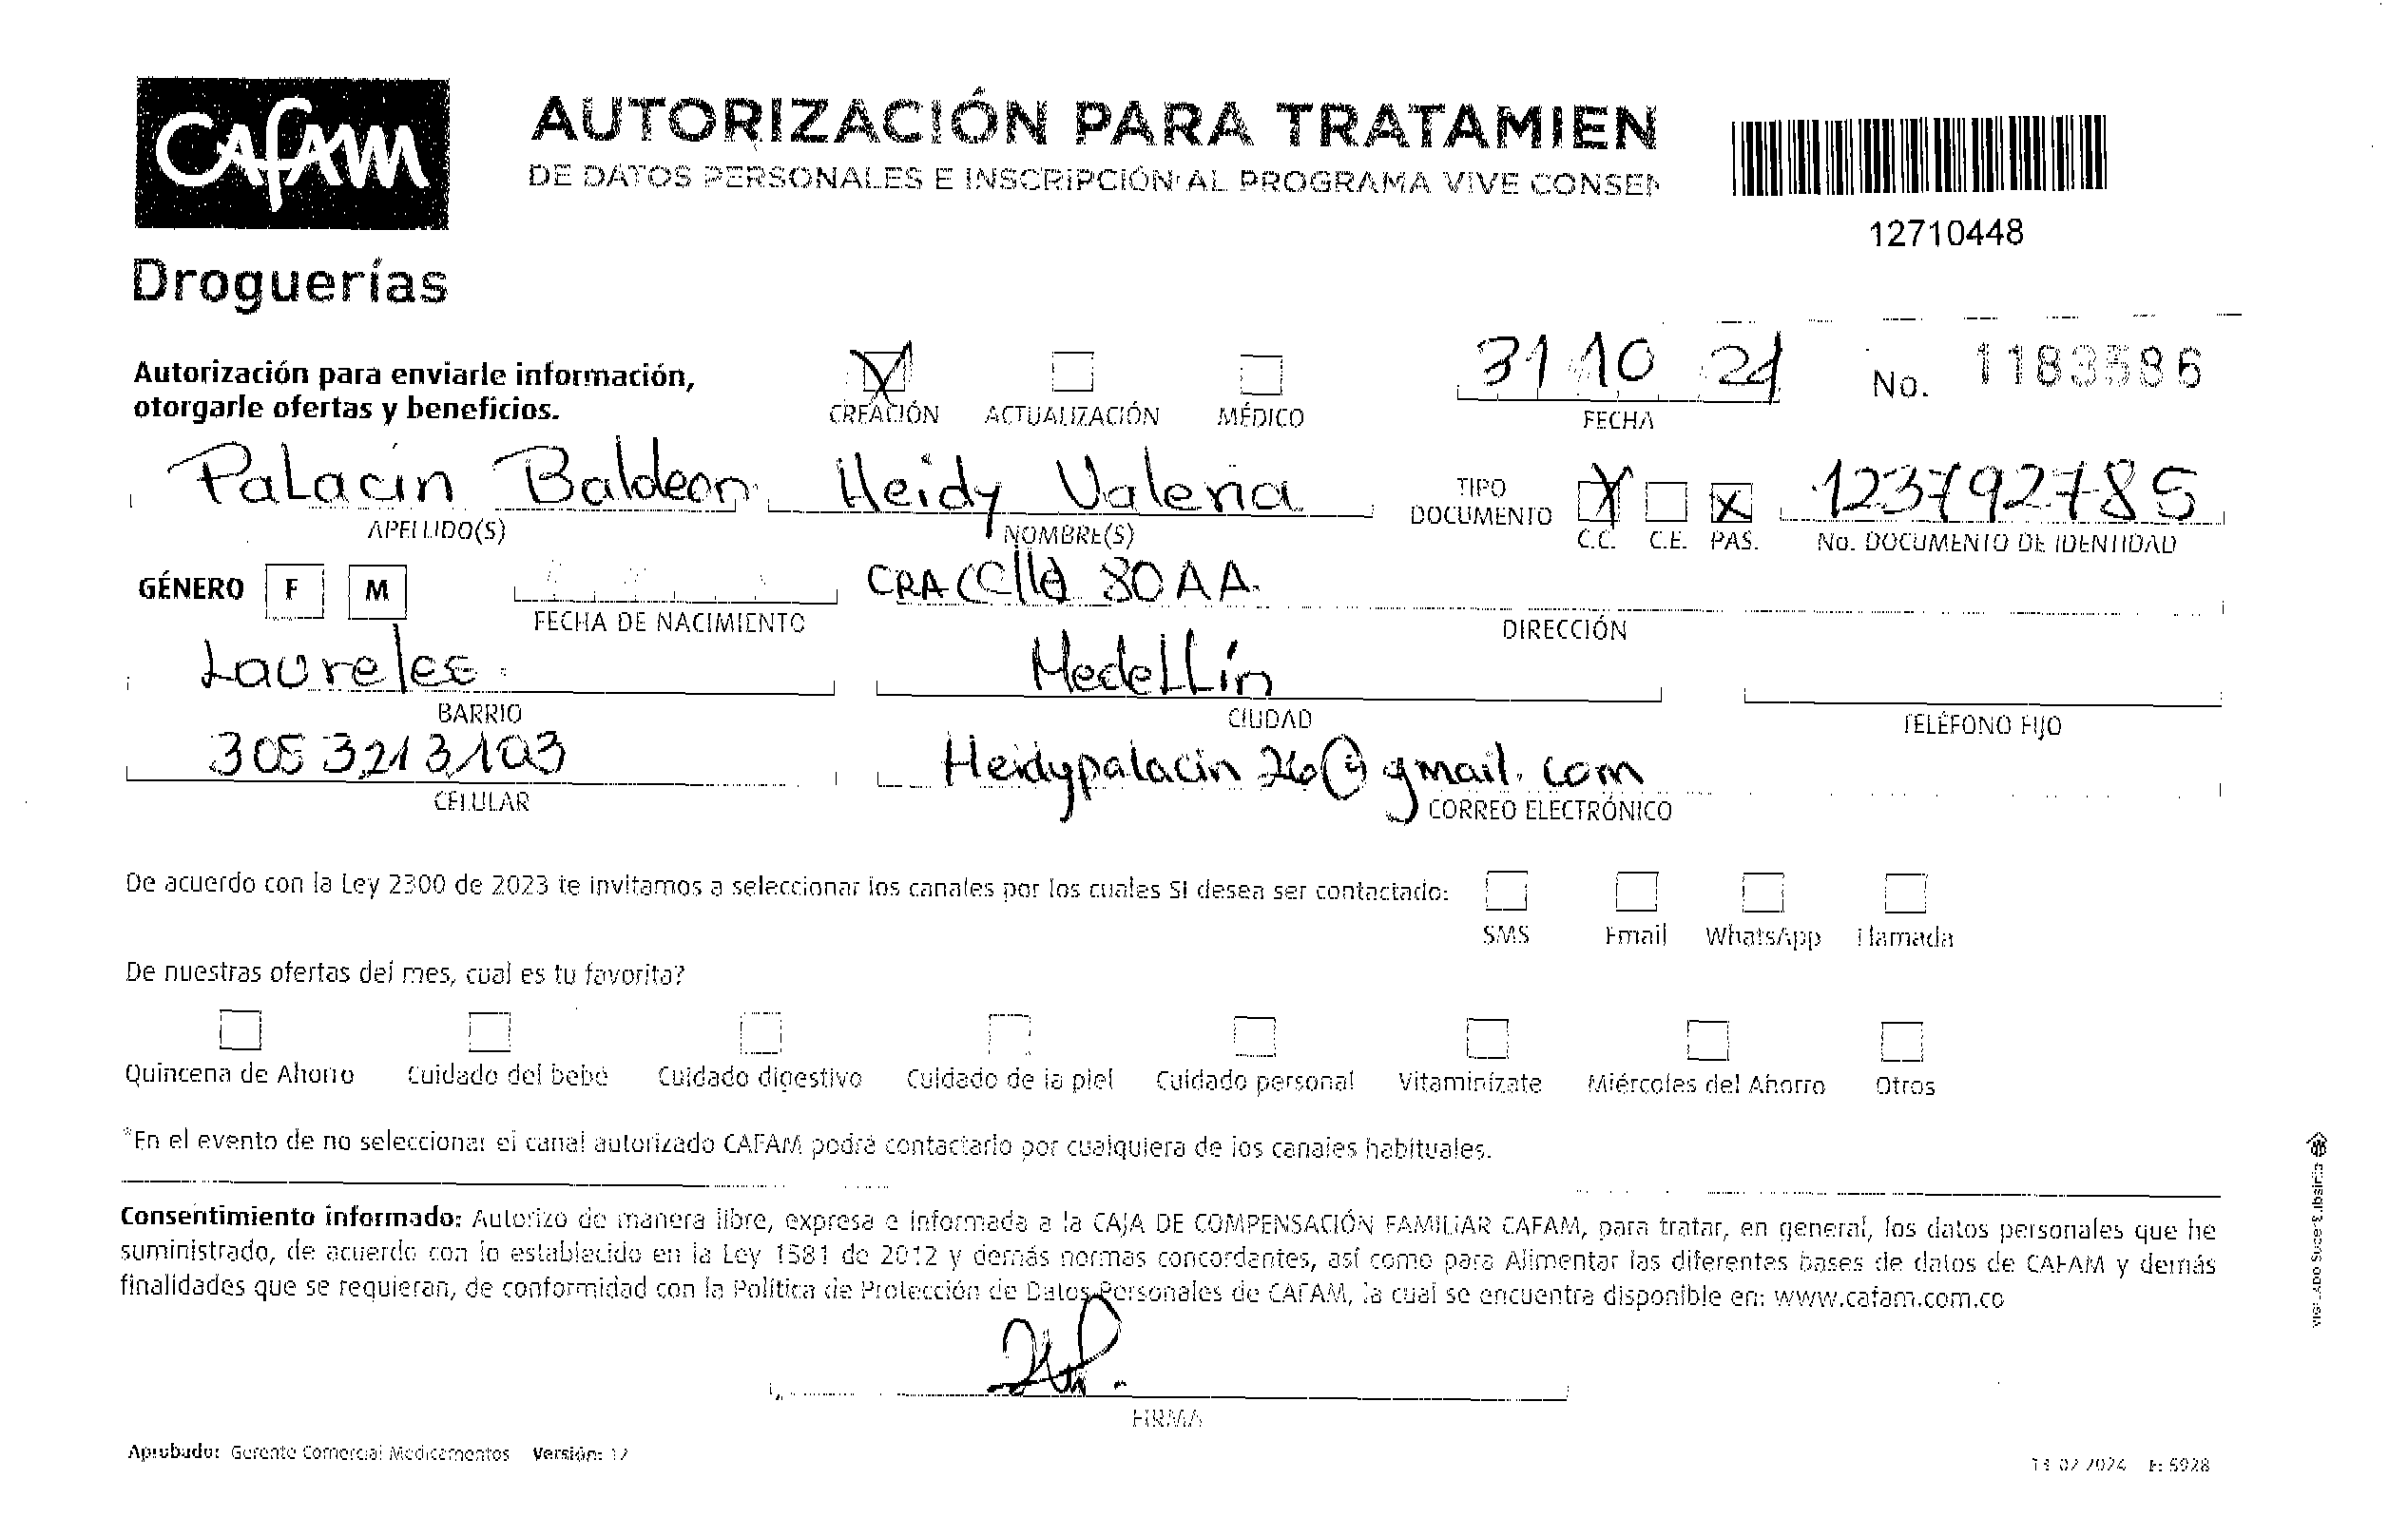 CAFAM
Droguerías
AUTORIZACIÓN PARA TRATAMIEN
DE DATOS PERSONALES E INSCRIPCIÓN AL PROGRAMA VIVE CONSEN
12710448
Autorización para enviarle información,
otorgarle ofertas y beneficios.
X CREACIÓN ACTUALIZACIÓN MÉDICO
31 10 24
FECHA
No. 1183586
Palacin Baldeon Heidy Valeria
APELLIDO(S) NOMBRE(S)
TIPO DOCUMENTO X C.C. C.E. X PAS.
123792785
No. DOCUMENTO DE IDENTIDAD
GÉNERO F M
FECHA DE NACIMIENTO
CRA 80AA.
DIRECCIÓN
Laureles Medellín
BARRIO CIUDAD TELÉFONO FIJO
3053213103 Heidypalacin26@gmail.com
CELULAR CORREO ELECTRÓNICO
De acuerdo con la Ley 2300 de 2023 te invitamos a seleccionar los canales por los cuales SI desea ser contactado:
SMS Email WhatsApp Llamada
De nuestras ofertas del mes, cual es tu favorita?
Quincena de Ahorro Cuidado del bebé Cuidado digestivo Cuidado de la piel Cuidado personal Vitaminízate Miércoles del Ahorro Otros
*En el evento de no seleccionar el canal autorizado CAFAM podrá contactarlo por cualquiera de los canales habituales.
Consentimiento informado: Autorizo de manera libre, expresa e informada a la CAJA DE COMPENSACIÓN FAMILIAR CAFAM, para tratar, en general, los datos personales que he
suministrado, de acuerdo con lo establecido en la Ley 1581 de 2012 y demás normas concordantes, así como para Alimentar las diferentes bases de datos de CAFAM y demás
finalidades que se requieran, de conformidad con la Política de Protección de Datos Personales de CAFAM, la cual se encuentra disponible en: www.cafam.com.co
FIRMA
Aprobado: Gerente Comercial Medicamentos Versión: 12
02 2024 F: 5928
VIGILADO SuperSubsidio